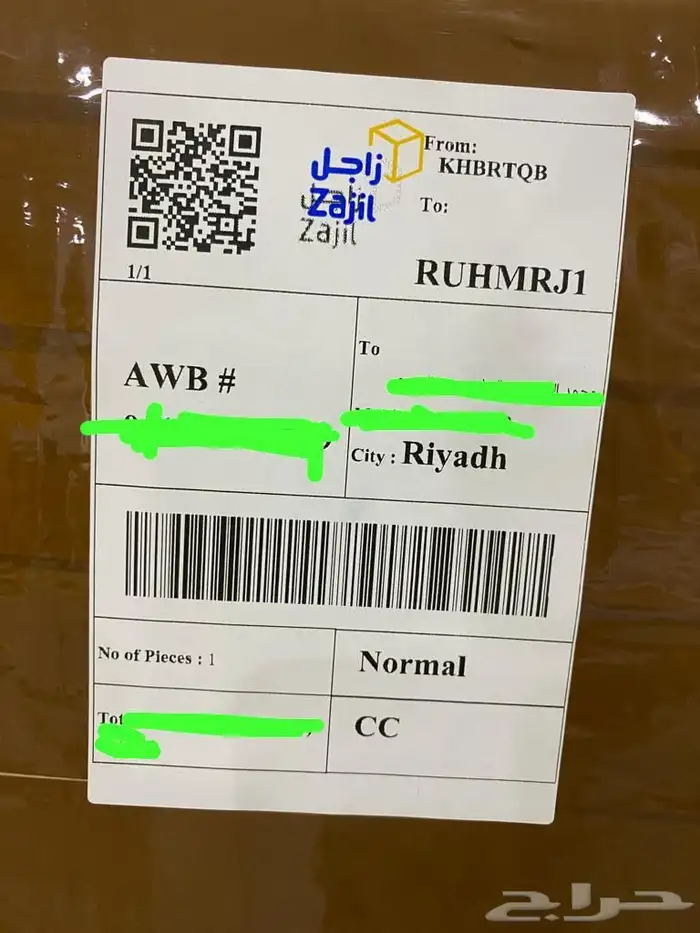 زاجل
Zajil
Zajil
From:
KHBRTQB
To:
RUHMRJ1
1/1
AWB #
To
City : Riyadh
No of Pieces : 1
Normal
CC
حراج